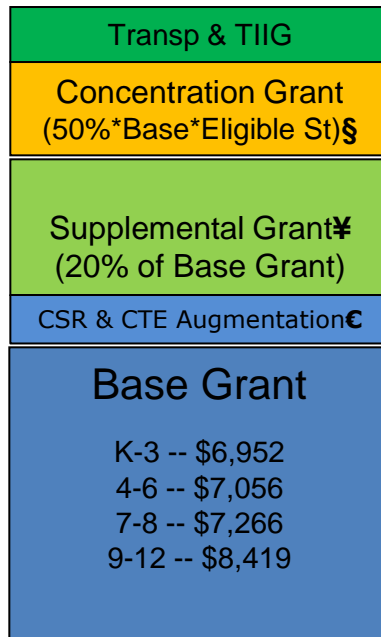 Transp & TIIG
Concentration Grant
(50%*Base*Eligible St)§
Supplemental Grant¥
(20% of Base Grant)
CSR & CTE Augmentation€
Base Grant
K-3 -- $6,952
4-6 -- $7,056
7-8 -- $7,266
9-12 -- $8,419